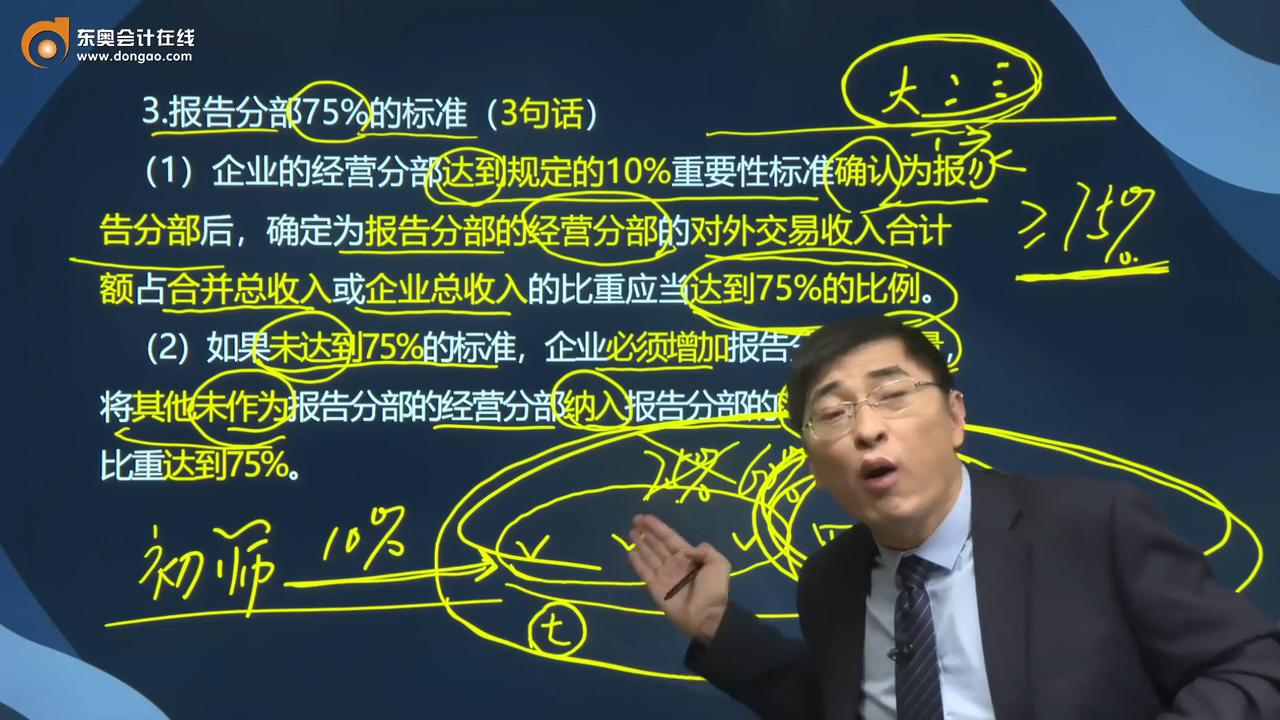 东奥会计在线
www.dongao.com
3.报告分部75%的标准（3句话）
大：三
（1）企业的经营分部达到规定的10%重要性标准确认为报
告分部后，确定为报告分部的经营分部的对外交易收入合计
≥75%
额占合并总收入或企业总收入的比重应当达到75%的比例。
（2）如果未达到75%的标准，企业必须增加报告分
量，
将其他未作为报告分部的经营分部纳入报告分部的
比重达到75%。
初师 10%
七